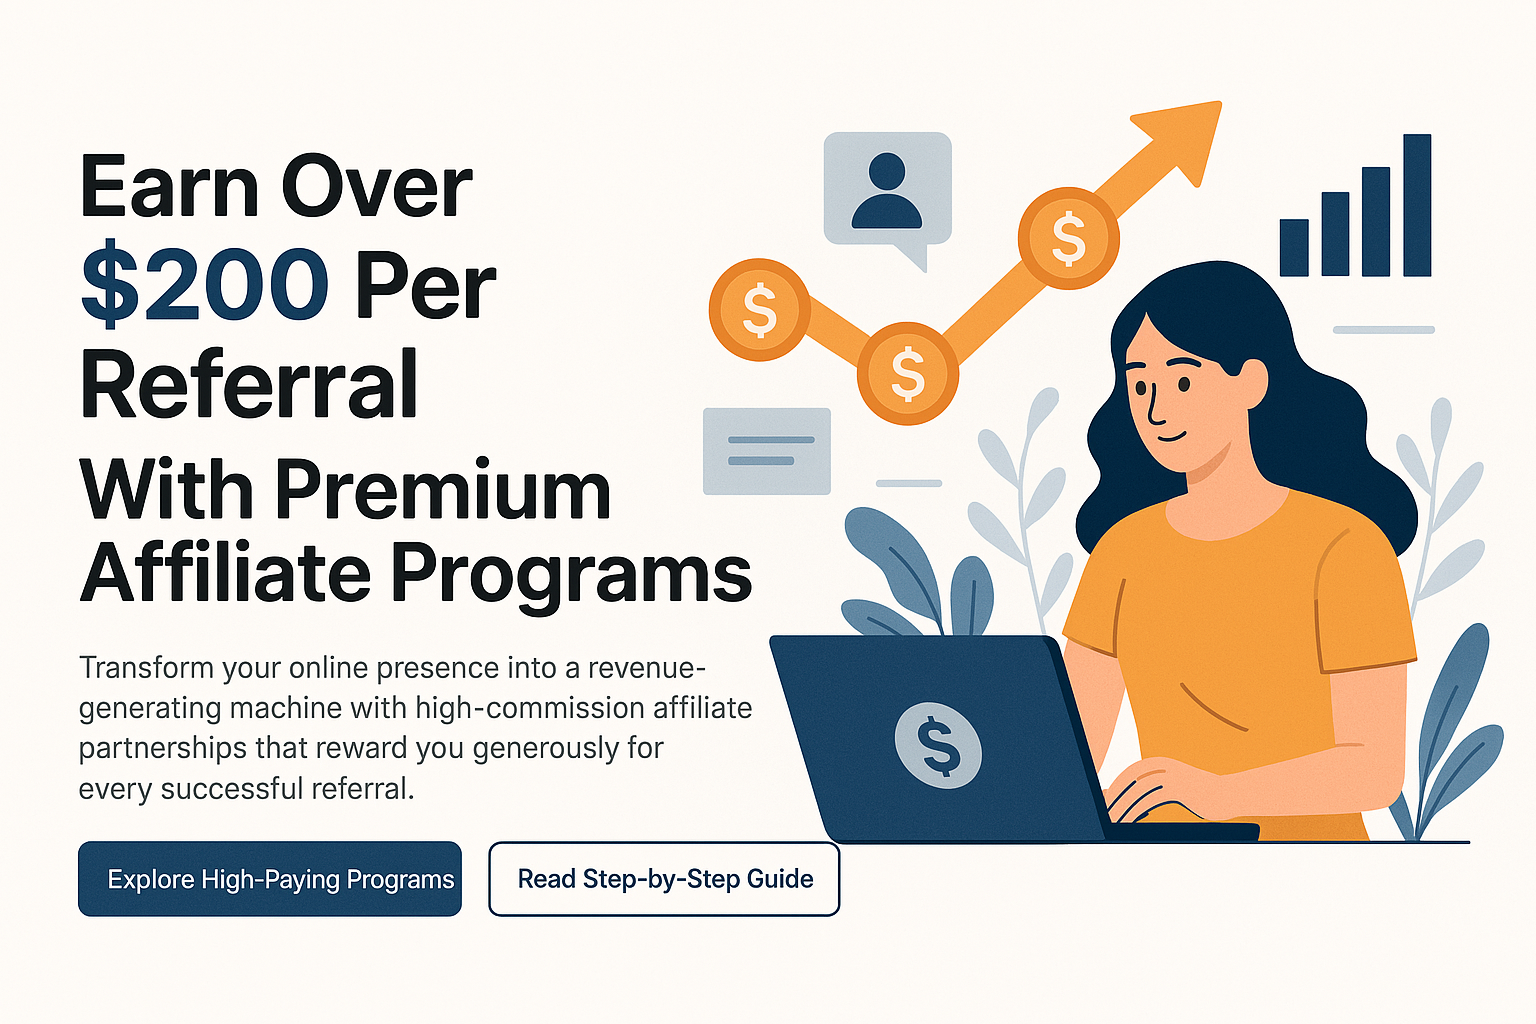 Earn Over
$200 Per
Referral
With Premium
Affiliate Programs
Transform your online presence into a revenue-
generating machine with high-commission affiliate
partnerships that reward you generously for
every successful referral.
Explore High-Paying Programs
Read Step-by-Step Guide
$
$
$
$